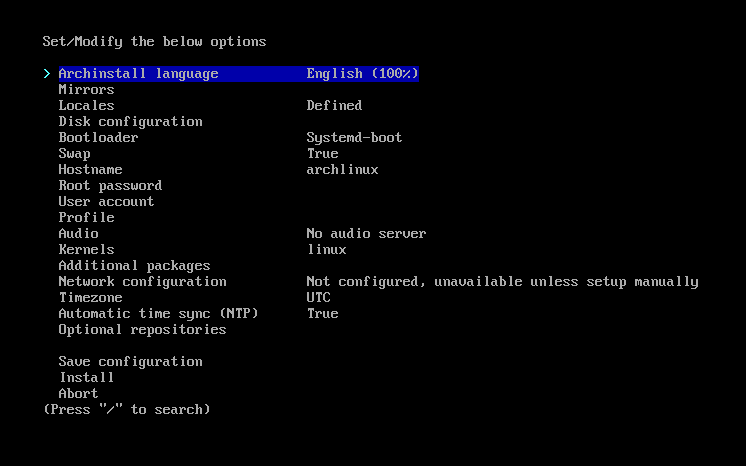 Set/Modify the below options
> Archinstall language English (100%)
Mirrors
Locales Defined
Disk configuration
Bootloader Systemd-boot
Swap True
Hostname archlinux
Root password
User account
Profile
Audio No audio server
Kernels linux
Additional packages
Network configuration Not configured, unavailable unless setup manually
Timezone UTC
Automatic time sync (NTP) True
Optional repositories
Save configuration
Install
Abort
(Press "/" to search)